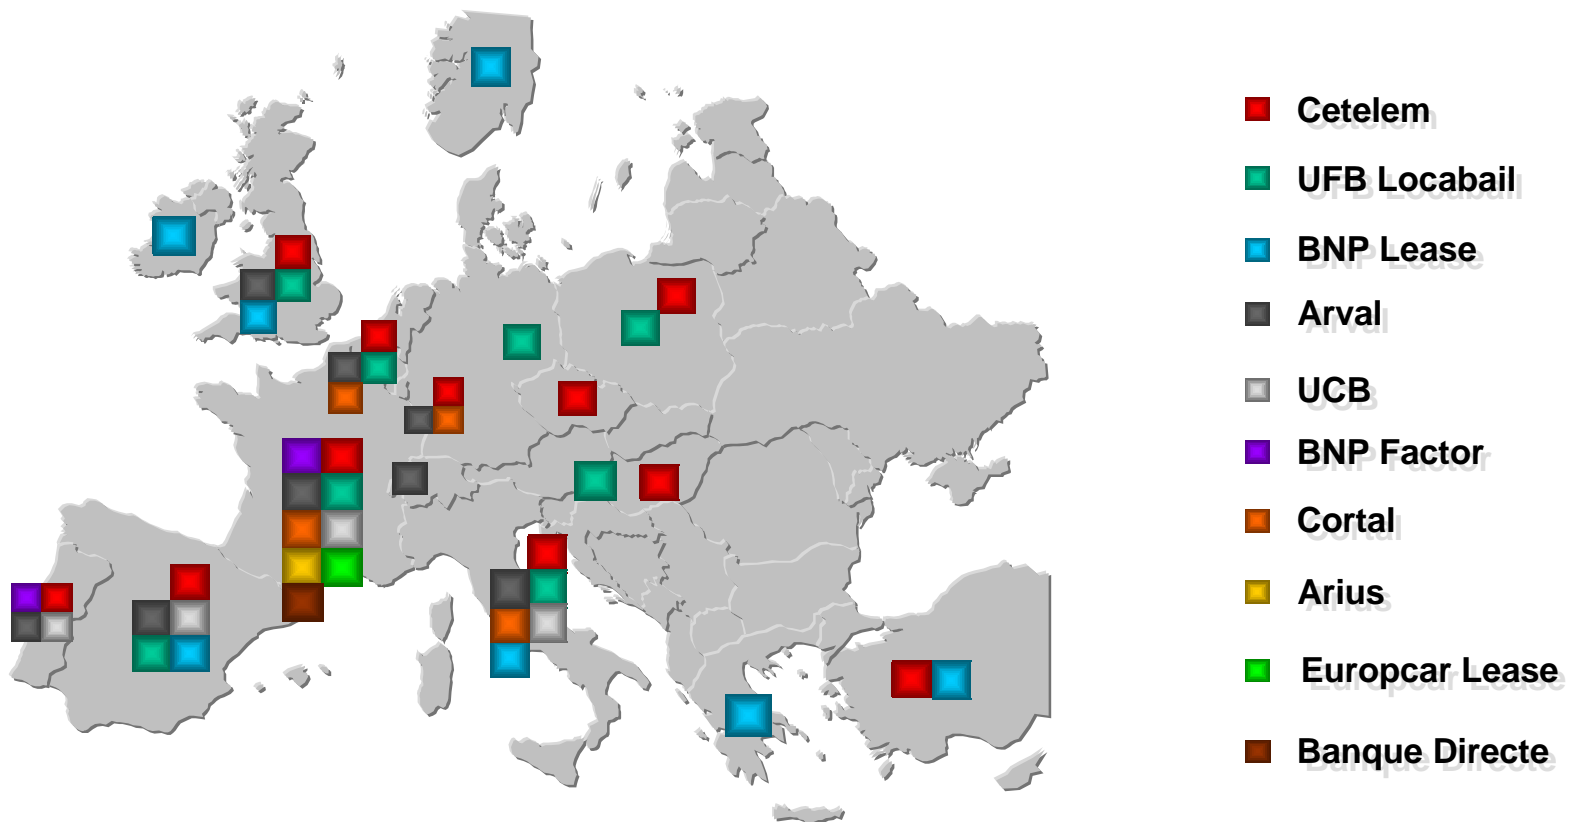 Cetelem
UFB Locabail
BNP Lease
Arval
UCB
BNP Factor
Cortal
Arius
Europcar Lease
Banque Directe